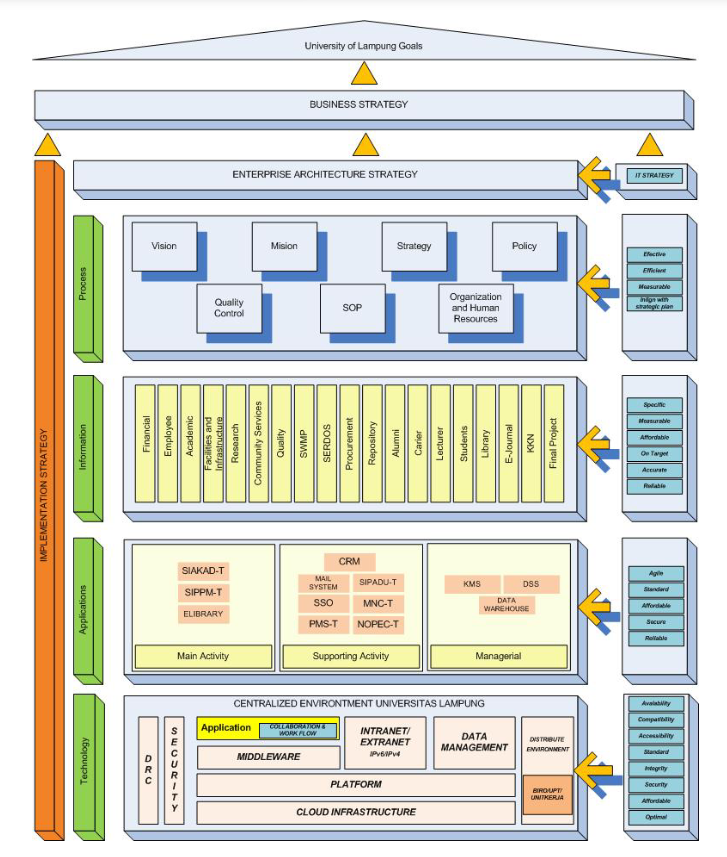 University of Lampung Goals
BUSINESS STRATEGY
ENTERPRISE ARCHITECTURE STRATEGY
IT STRATEGY
IMPLEMENTATION STRATEGY
Process
Vision
Mision
Strategy
Policy
Quality
Control
SOP
Organization
and Human
Resources
Efective
Efficient
Measurable
Inlign with
strategic plan
Information
Financial
Employee
Academic
Facilities and
Infrastructure
Research
Community Services
Quality
SWIMP
SERDOS
Procurement
Repository
Alumni
Carier
Lecturer
Students
Library
E-Journal
KKN
Final Project
Specific
Measurable
Affordable
On Target
Accurate
Reliable
Applications
SIAKAD-T
SIPPM-T
ELIBRARY
Main Activity
CRM
MAIL
SYSTEM
SIPADU-T
SSO
MNC-T
PMS-T
NOPEC-T
Supporting Activity
KMS
DSS
DATA
WAREHOUSE
Managerial
Agile
Standard
Affordable
Secure
Reliable
Technology
CENTRALIZED ENVIRONMENT UNIVERSITAS LAMPUNG
DRC
SECURITY
Application
COLLABORATION &
WORK FLOW
MIDDLEWARE
INTRANET/
EXTRANET
IPv6/IPv4
DATA
MANAGEMENT
PLATFORM
CLOUD INFRASTRUCTURE
DISTRIBUTE
ENVIRONMENT
BIRO/UPT/
UNITKERJA
Avalability
Compatibility
Accessibility
Standard
Integrity
Security
Affordable
Optimal